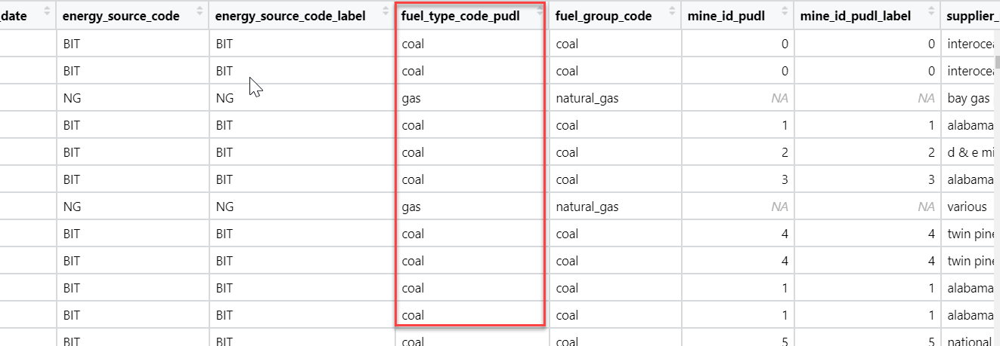 _date energy_source_code energy_source_code_label fuel_type_code_pudl fuel_group_code mine_id_pudl mine_id_pudl_label supplier_
BIT BIT coal coal 0 0 interocea
BIT BIT coal coal 0 0 interocea
NG NG gas natural_gas NA NA bay gas
BIT BIT coal coal 1 1 alabama
BIT BIT coal coal 2 2 d & e mi
BIT BIT coal coal 3 3 alabama
NG NG gas natural_gas NA NA various
BIT BIT coal coal 4 4 twin pine
BIT BIT coal coal 4 4 twin pine
BIT BIT coal coal 1 1 alabama
BIT BIT coal coal 1 1 alabama
BIT BIT coal coal 5 5 national